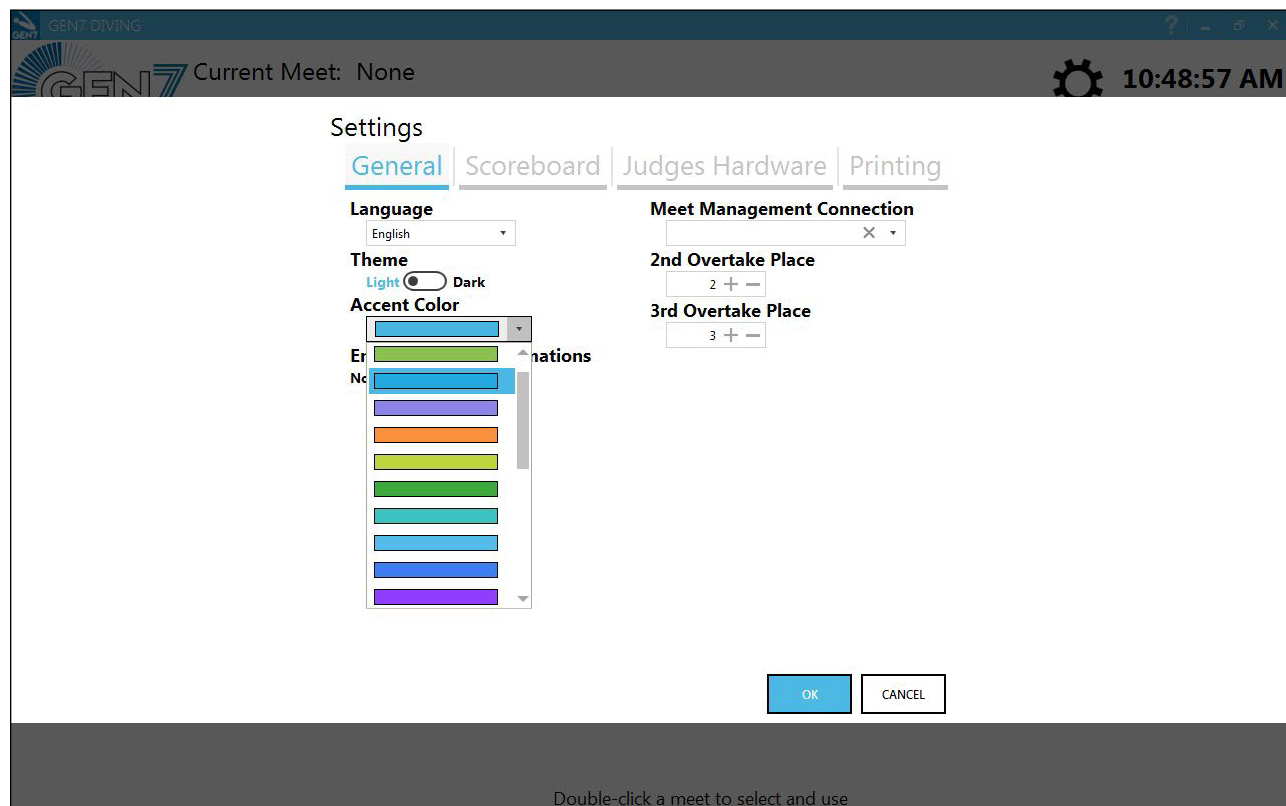 GEN7
GEN7 DIVING
?
GEN7
Current Meet: None
10:48:57 AM
Settings
General
Scoreboard
Judges Hardware
Printing
Language
English
Theme
Light
Dark
Accent Color
Meet Management Connection
2nd Overtake Place
2
3rd Overtake Place
3
OK
CANCEL
Double-click a meet to select and use